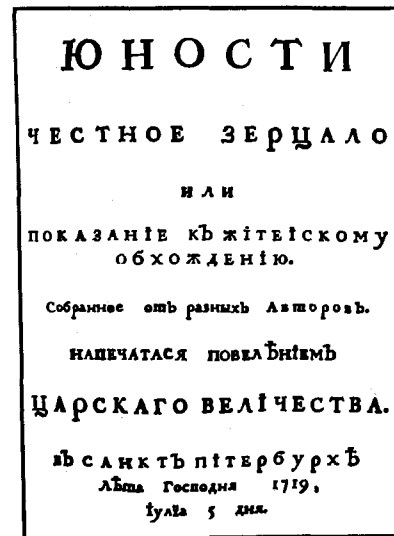 ЮНОСТИ
ЧЕСТНОЕ ЗЕРЦАЛО
ИЛИ
ПОКАЗАНІЕ КЪ ЖІТЕІСКОМУ
ОБХОЖДЕНІЮ.
Собранное отъ разныхъ Авторовъ.
НАПЕЧАТАСЯ ПОВЕЛѢНІЕМЪ
ЦАРСКАГО ВЕЛІЧЕСТВА.
ВЪ САНКТЪ ПІТЕРБУРХѢ
Лѣта Господня 1719,
Іулїа 5 дня.